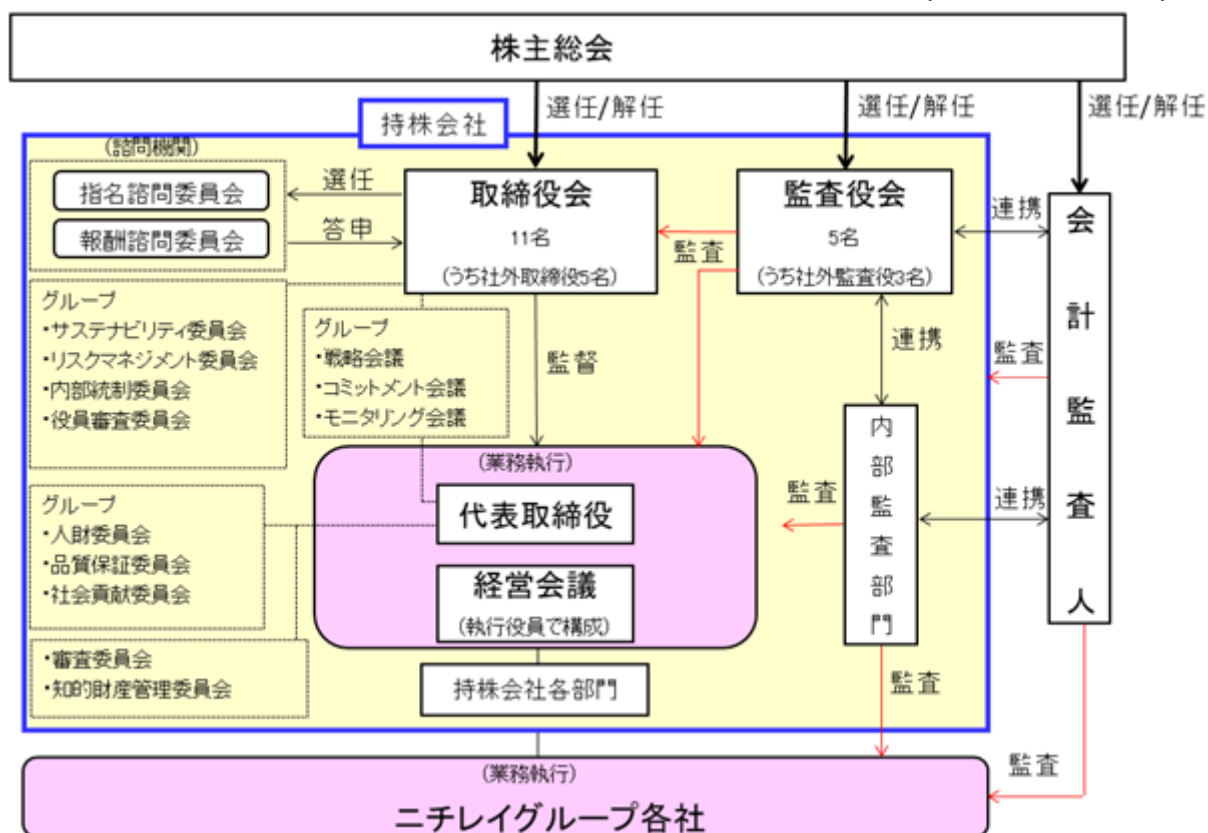 株主総会
選任/解任
選任/解任
選任/解任
持株会社
(諮問機関)
指名諮問委員会
報酬諮問委員会
選任
答申
取締役会
11名
(うち社外取締役5名)
監査
監査役会
5名
(うち社外監査役3名)
連携
会計監査人
グループ
・サステナビリティ委員会
・リスクマネジメント委員会
・内部統制委員会
・役員審査委員会
グループ
・戦略会議
・コミットメント会議
・モニタリング会議
監督
連携
監査
(業務執行)
代表取締役
経営会議
(執行役員で構成)
監査
内部監査部門
連携
グループ
・人財委員会
・品質保証委員会
・社会貢献委員会
・審査委員会
・知的財産管理委員会
持株会社各部門
監査
監査
(業務執行)
ニチレイグループ各社